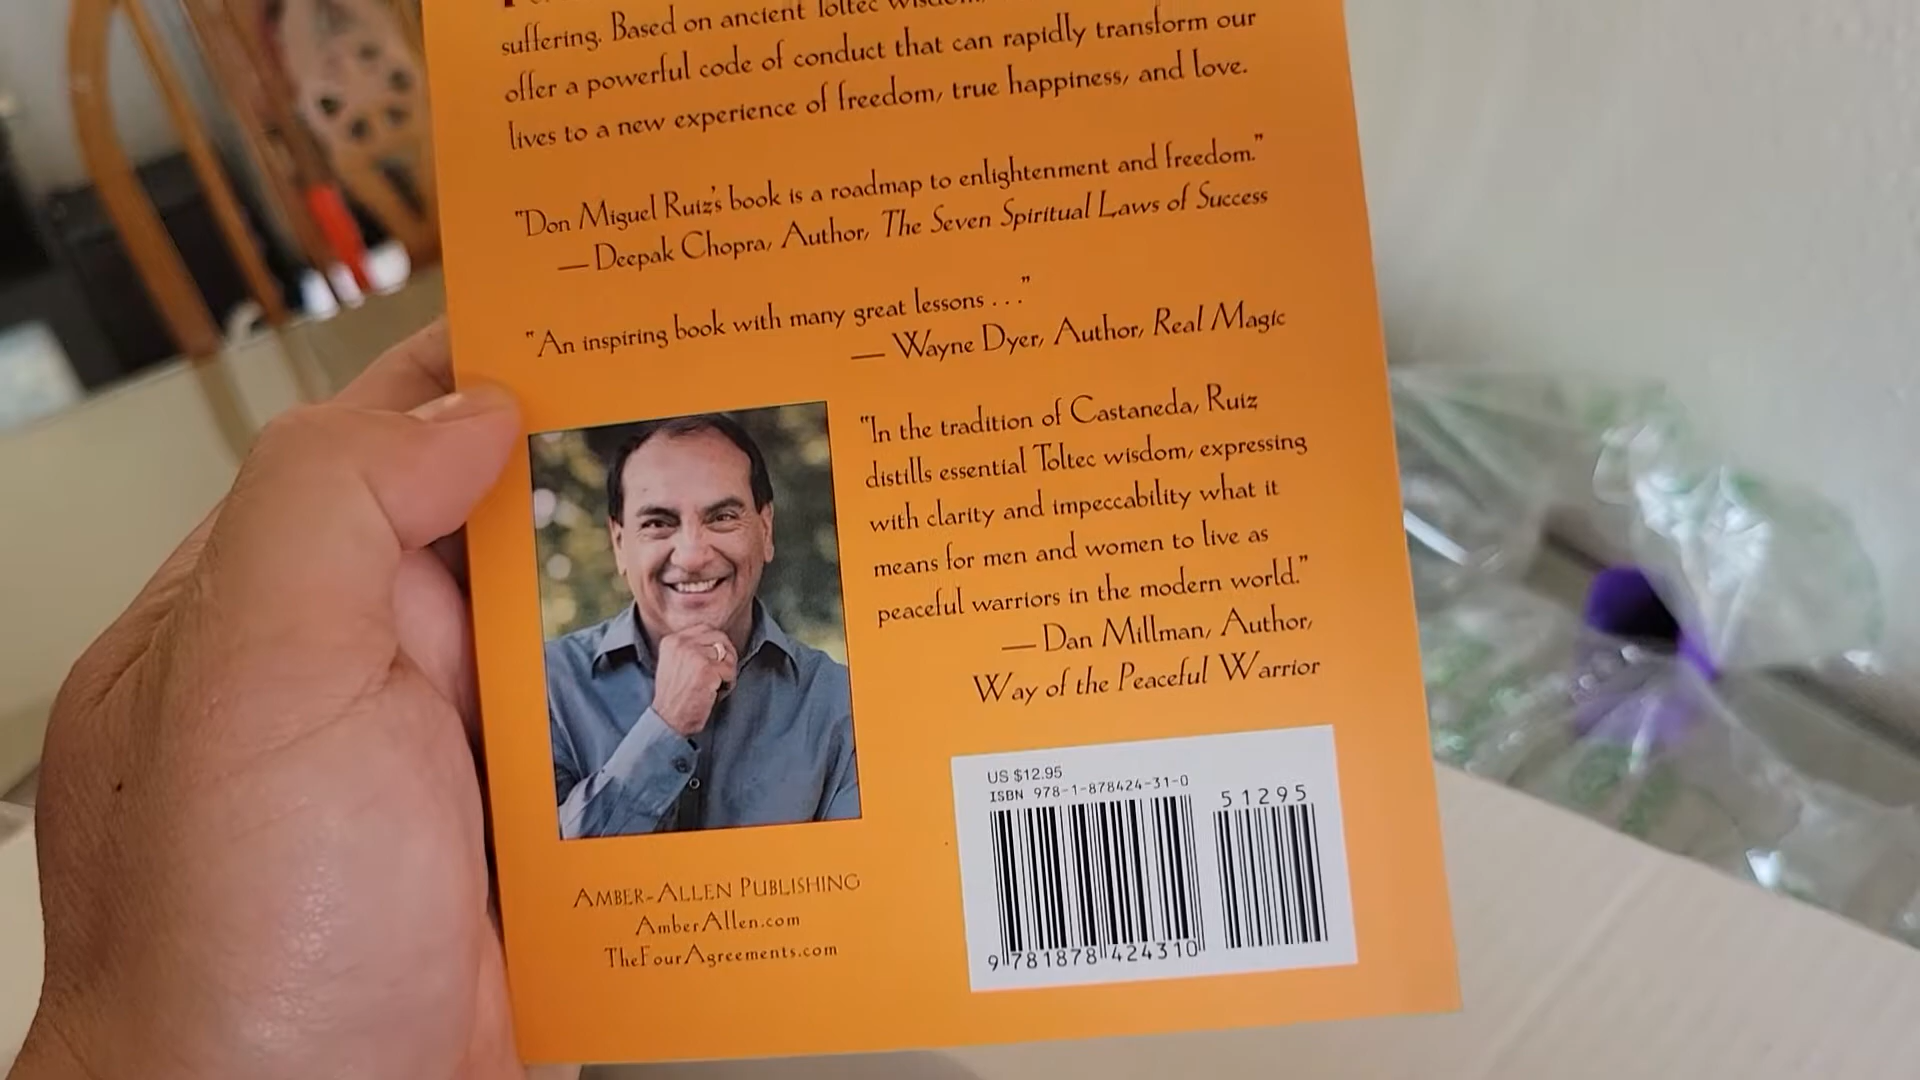 suffering. Based on ancient Toltec wisdom,
offer a powerful code of conduct that can rapidly transform our
lives to a new experience of freedom, true happiness, and love.
"Don Miguel Ruiz's book is a roadmap to enlightenment and freedom."
— Deepak Chopra, Author, The Seven Spiritual Laws of Success
"An inspiring book with many great lessons . . ."
— Wayne Dyer, Author, Real Magic
"In the tradition of Castaneda, Ruiz
distills essential Toltec wisdom, expressing
with clarity and impeccability what it
means for men and women to live as
peaceful warriors in the modern world."
— Dan Millman, Author,
Way of the Peaceful Warrior
AMBER-ALLEN PUBLISHING
AmberAllen.com
TheFourAgreements.com
US $12.95
ISBN 978-1-878424-31-0
51295
9 781878 424310